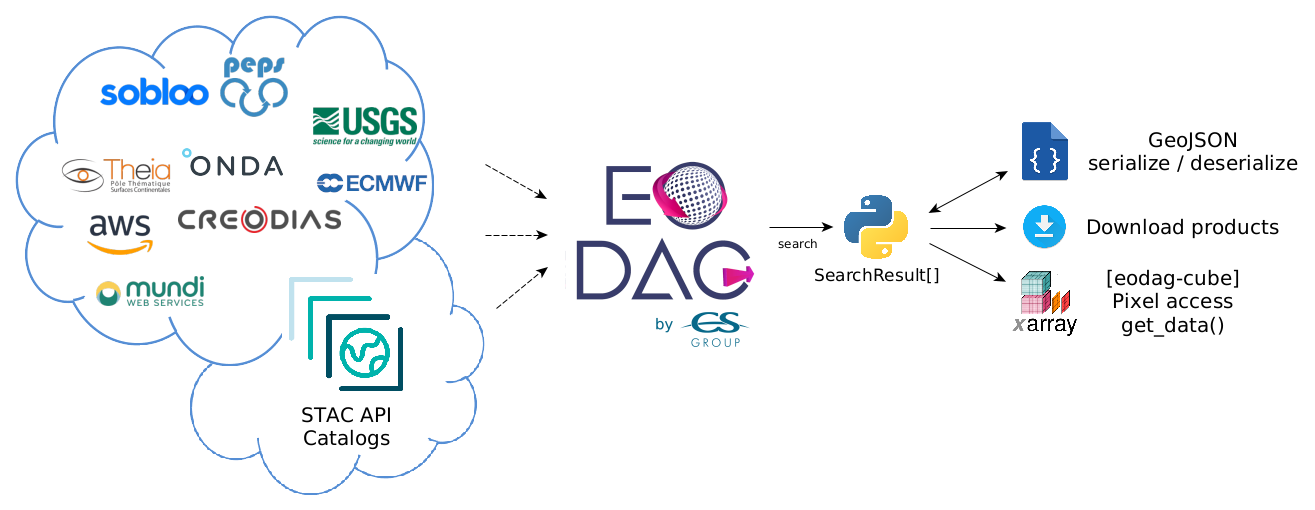 sobloo
peps
USGS
science for a changing world
Theia
Pôle Thématique
Surfaces Continentales
ONDA
ECMWF
aws
CREODIAS
mundi
WEB SERVICES
STAC API
Catalogs
EO
DAG
by CS
GROUP
search
SearchResult[]
GeoJSON
serialize / deserialize
{}
Download products
xarray
[eodag-cube]
Pixel access
get_data()